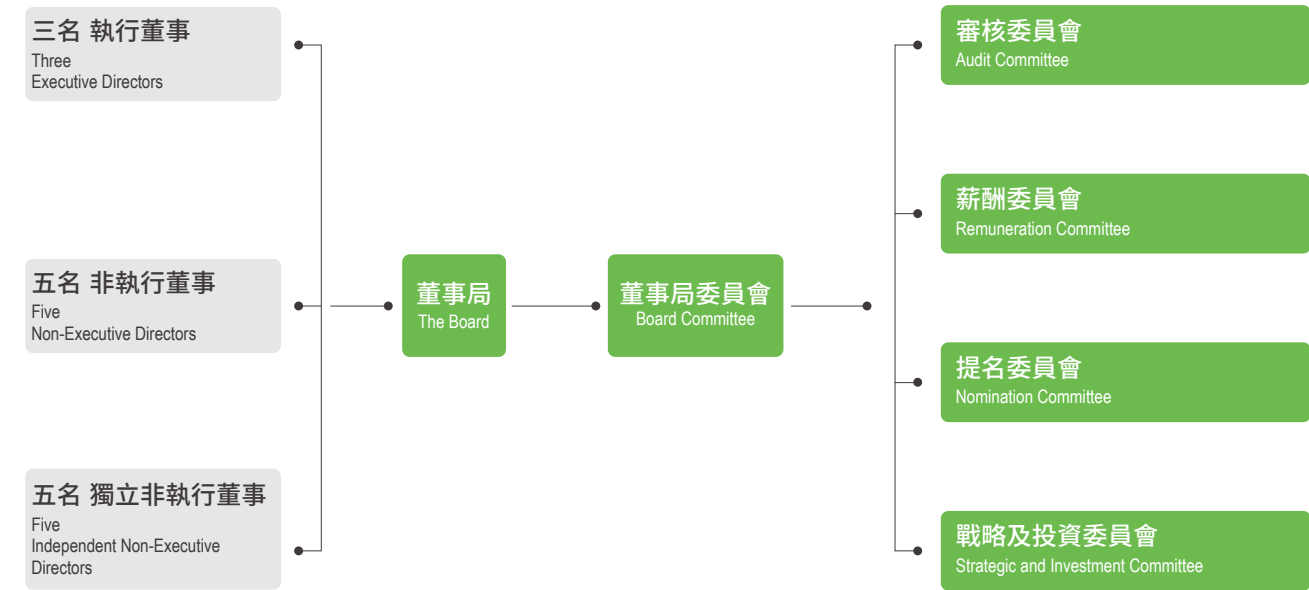 三名 執行董事
Three
Executive Directors
五名 非執行董事
Five
Non-Executive Directors
五名 獨立非執行董事
Five
Independent Non-Executive
Directors
董事局
The Board
董事局委員會
Board Committee
審核委員會
Audit Committee
薪酬委員會
Remuneration Committee
提名委員會
Nomination Committee
戰略及投資委員會
Strategic and Investment Committee